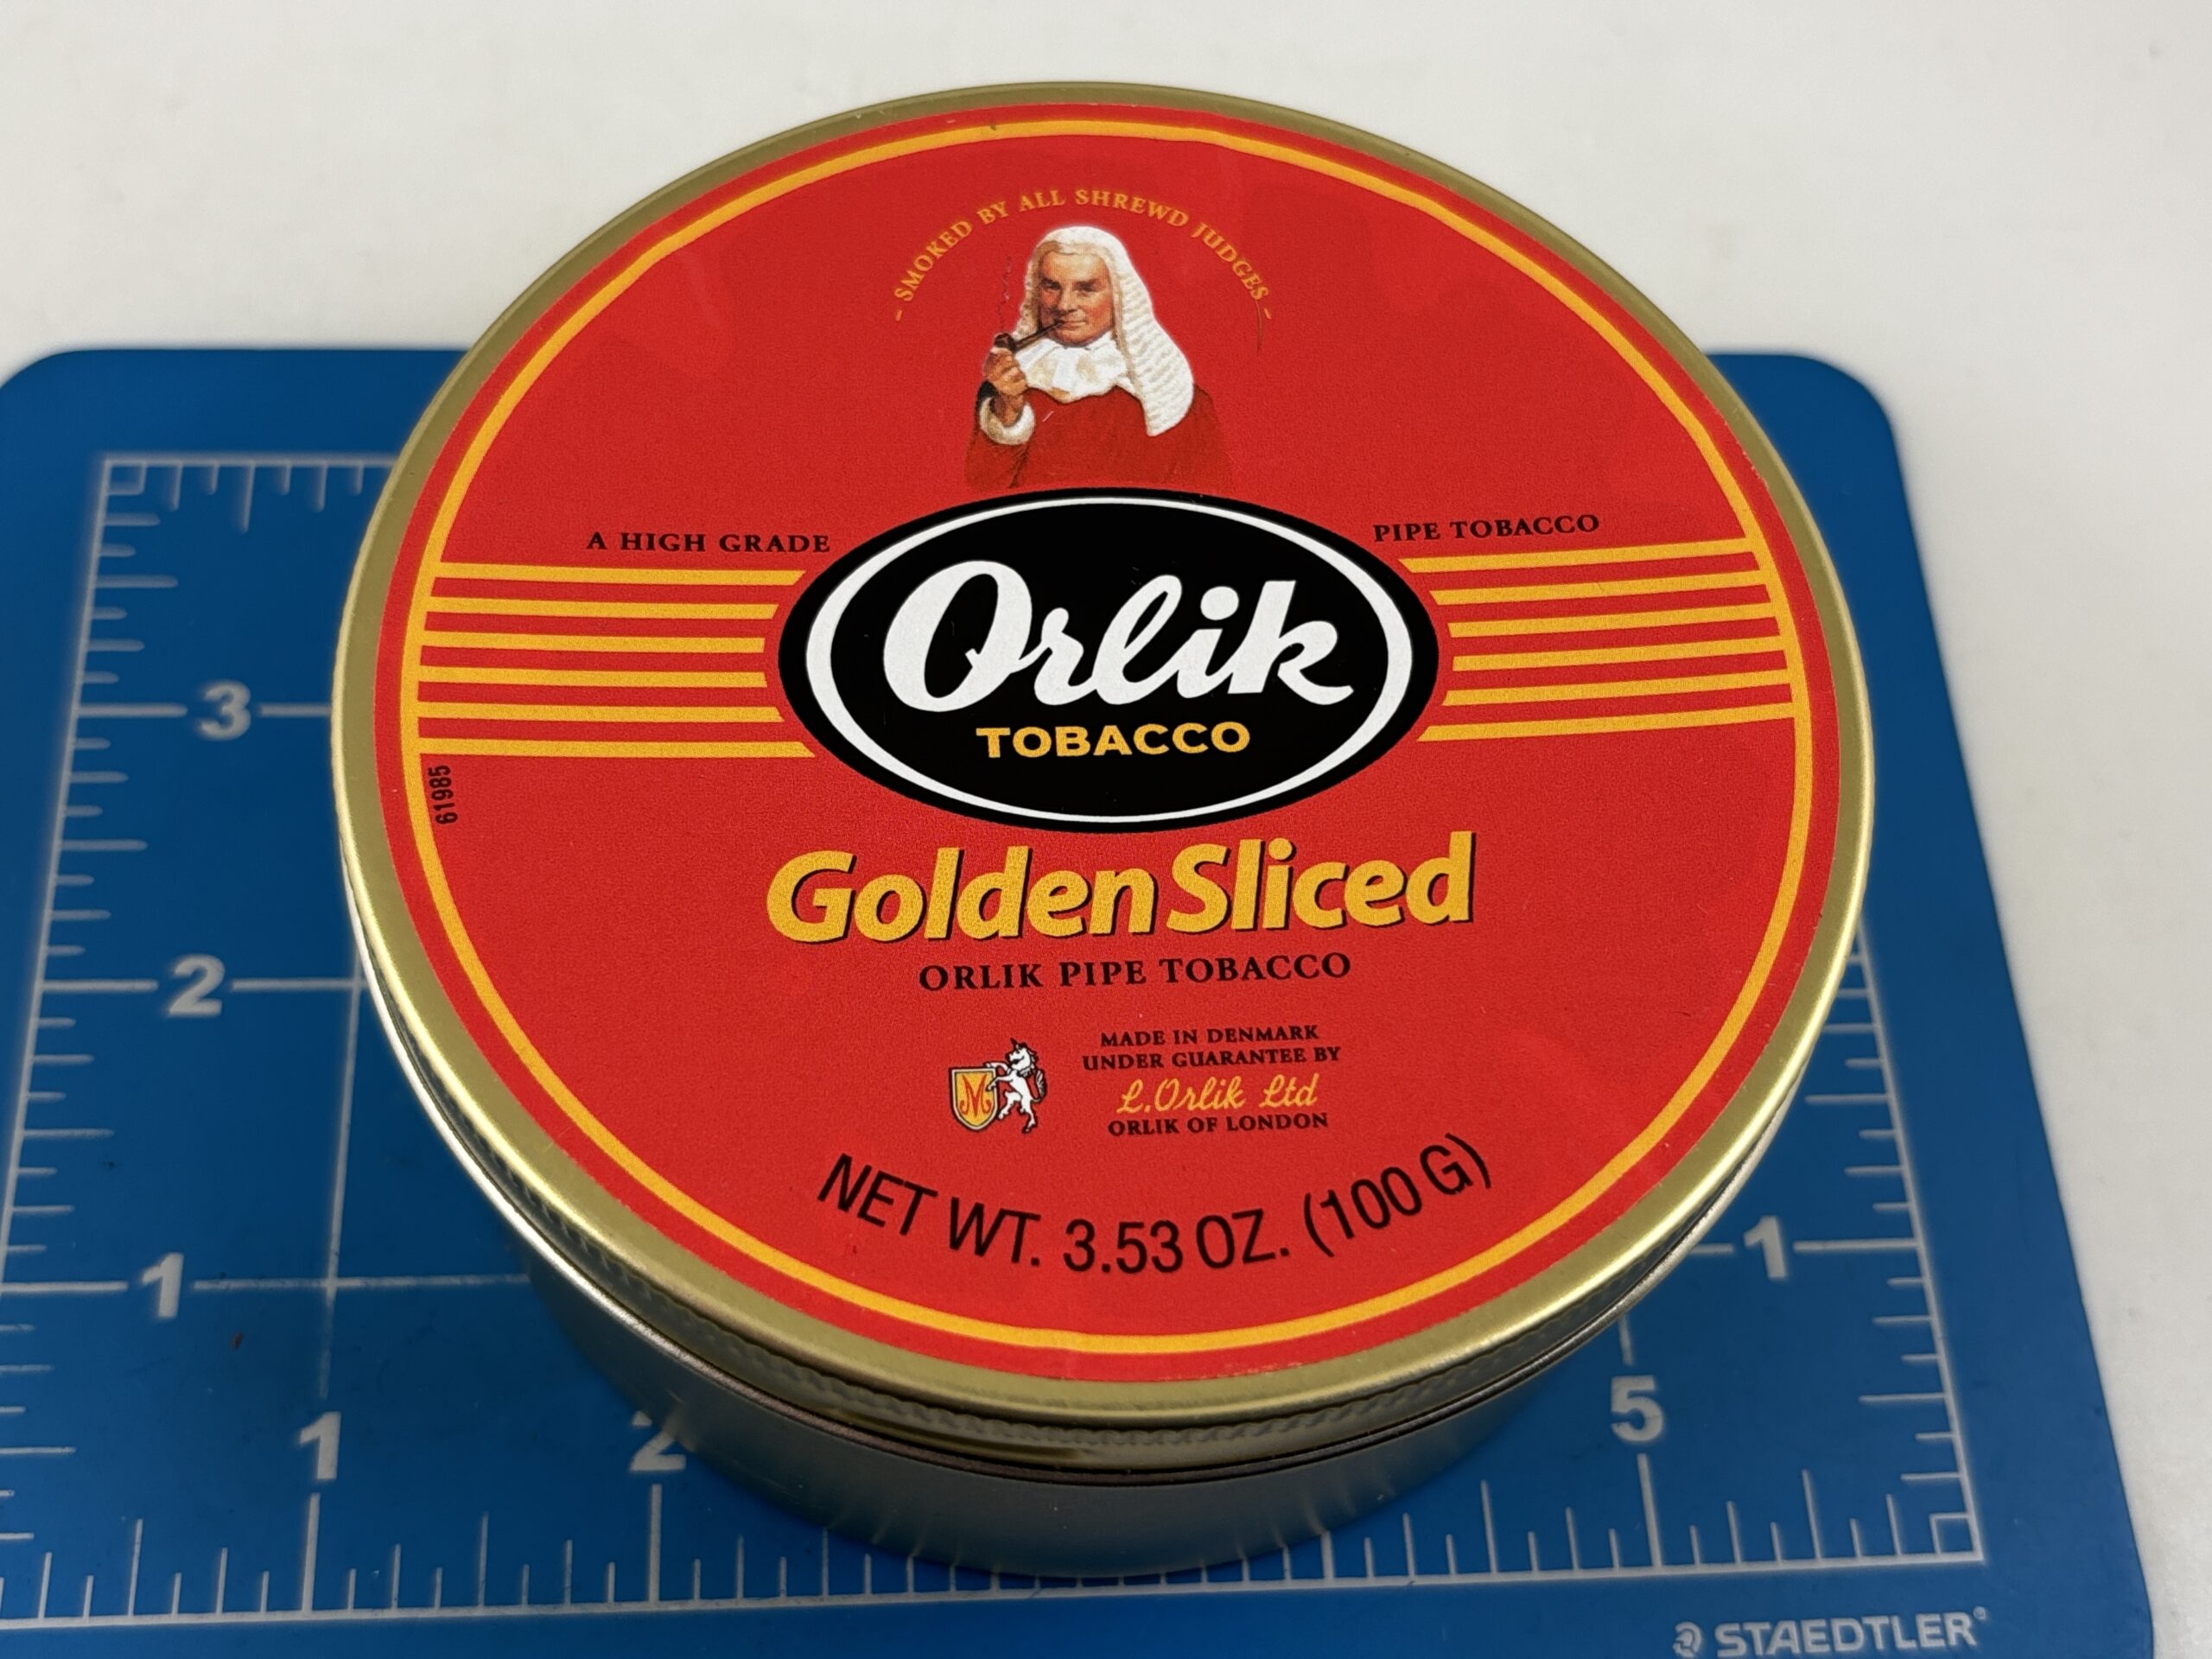 - SMOKED BY ALL SHREWD JUDGES -
A HIGH GRADE
PIPE TOBACCO
Orlik
TOBACCO
61985
Golden Sliced
ORLIK PIPE TOBACCO
M
MADE IN DENMARK
UNDER GUARANTEE BY
L. Orlik Ltd
ORLIK OF LONDON
NET WT. 3.53 OZ. (100 G)
3
2
1
1
1
2
5
STAEDTLER®